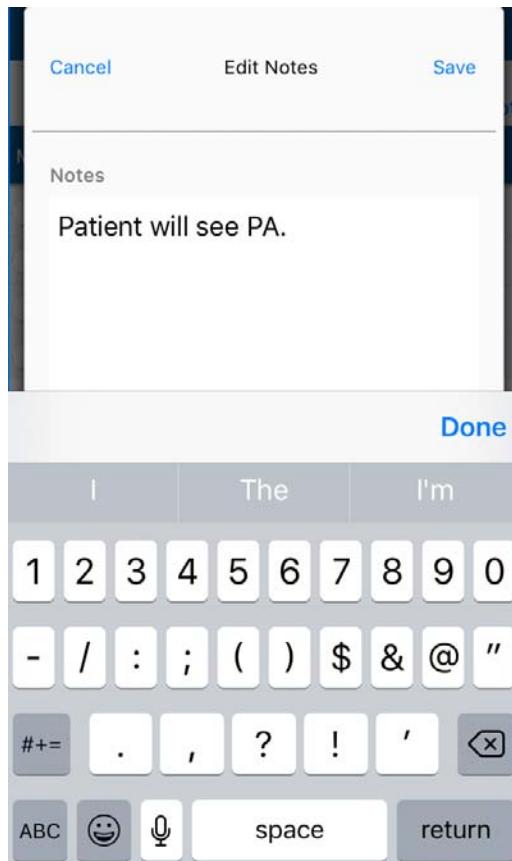 Cancel Edit Notes Save
Notes
Patient will see PA.
Done
I The I'm
1 2 3 4 5 6 7 8 9 0
- / : ; ( ) $ & @ "
#+= . , ? ! '
ABC space return